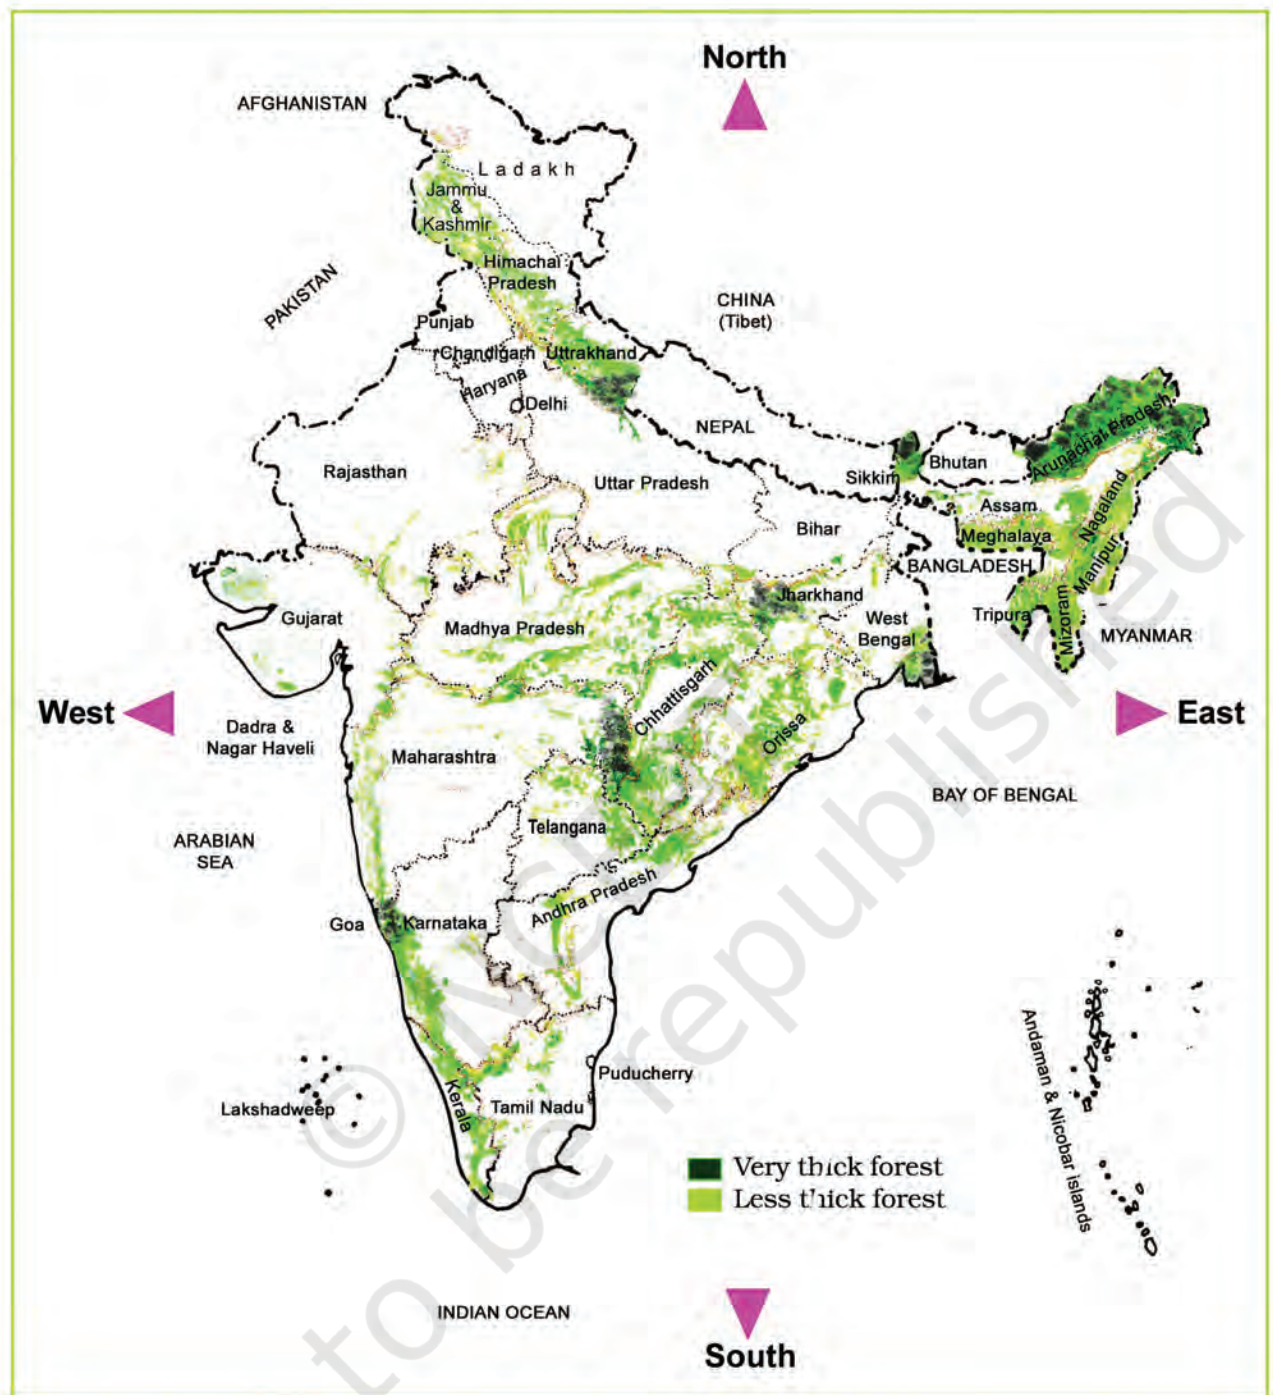 North
AFGHANISTAN
Ladakh
Jammu
&
Kashmir
Himachal
Pradesh
PAKISTAN
CHINA
(Tibet)
Punjab
Chandigarh
Uttrakhand
Haryana
Delhi
NEPAL
Arunachal Pradesh
Rajasthan
Uttar Pradesh
Sikkim
Bhutan
Assam
Nagaland
Bihar
Meghalaya
BANGLADESH
Manipur
Jharkhand
Gujarat
Madhya Pradesh
West
Bengal
Tripura
Mizoram
MYANMAR
Chhattisgarh
West
East
Dadra &
Nagar Haveli
Orissa
Maharashtra
BAY OF BENGAL
Telangana
ARABIAN
SEA
Andhra Pradesh
Goa
Karnataka
Andaman & Nicobar islands
Puducherry
Lakshadweep
Kerala
Tamil Nadu
Very thick forest
Less thick forest
INDIAN OCEAN
South
© NCERT
to be republished